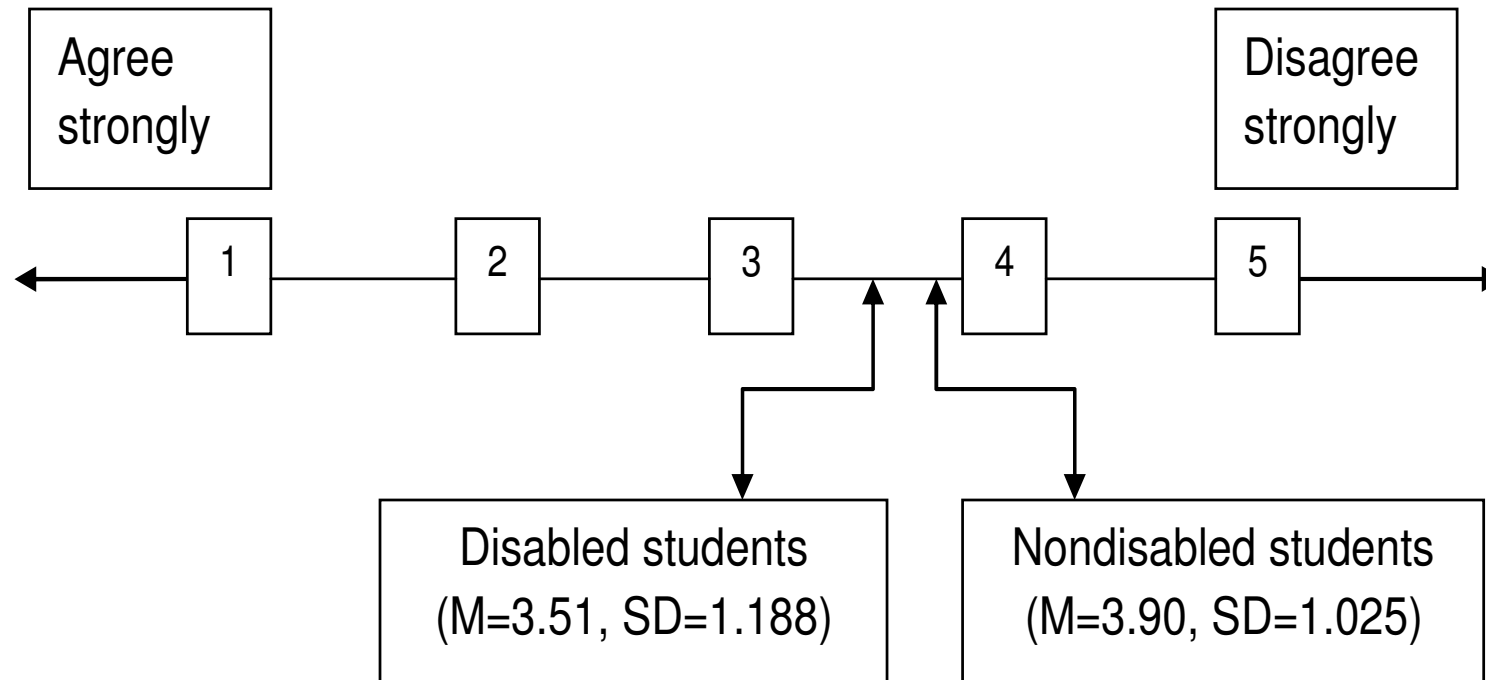 Agree
strongly
Disagree
strongly
1
2
3
4
5
Disabled students
(M=3.51, SD=1.188)
Nondisabled students
(M=3.90, SD=1.025)